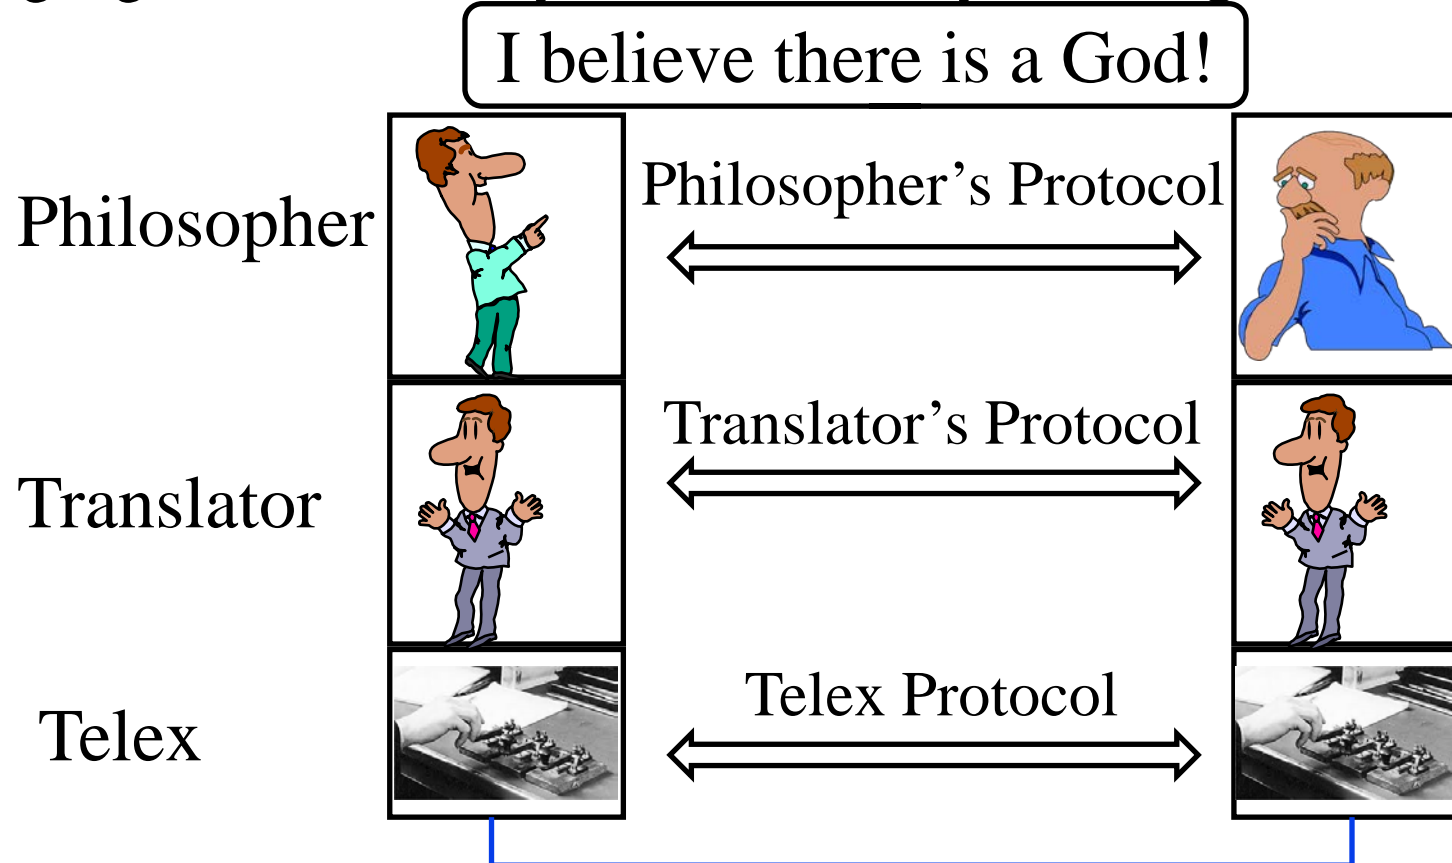 I believe there is a God!
Philosopher’s Protocol
Philosopher
Translator’s Protocol
Translator
Telex Protocol
Telex